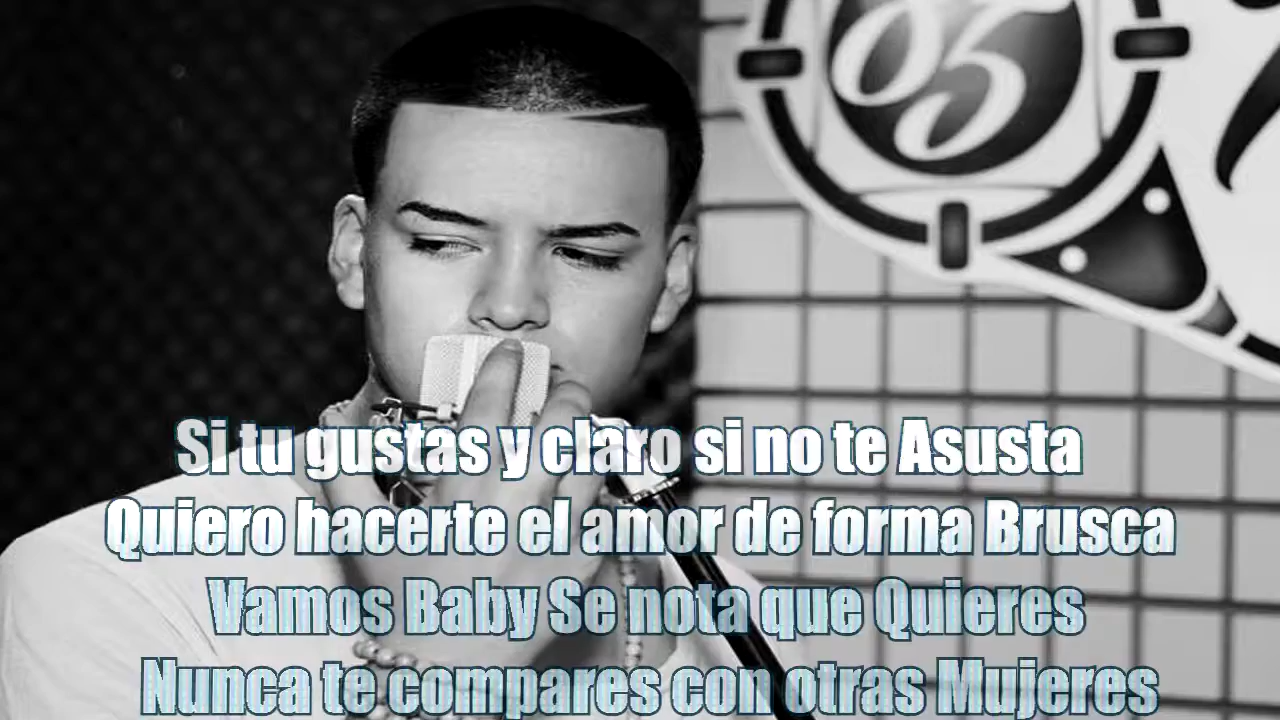 05
Si tu gustas y claro si no te Asusta
Quiero hacerte el amor de forma Brusca
Vamos Baby Se nota que Quieres
Nunca te compares con otras Mujeres